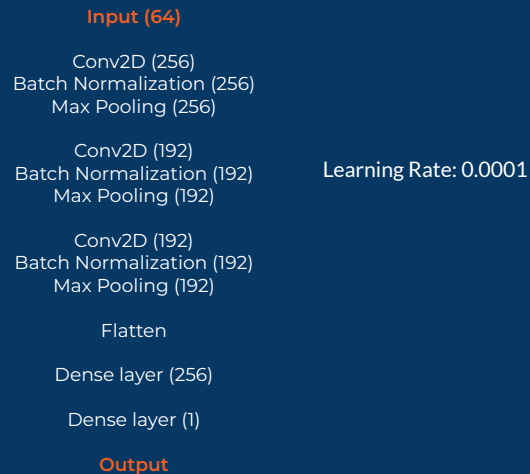 Input (64)
Conv2D (256)
Batch Normalization (256)
Max Pooling (256)
Conv2D (192)
Batch Normalization (192)
Max Pooling (192)
Conv2D (192)
Batch Normalization (192)
Max Pooling (192)
Flatten
Dense layer (256)
Dense layer (1)
Output
Learning Rate: 0.0001